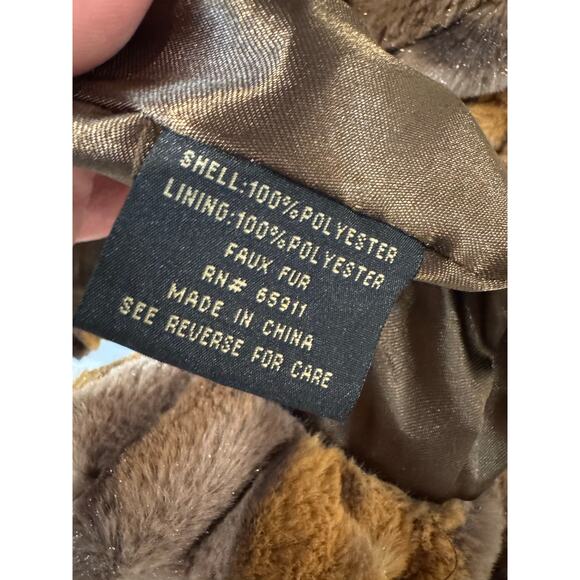 SHELL:100%POLYESTER
LINING:100%POLYESTER
FAUX FUR
RN# 65911
MADE IN CHINA
SEE REVERSE FOR CARE